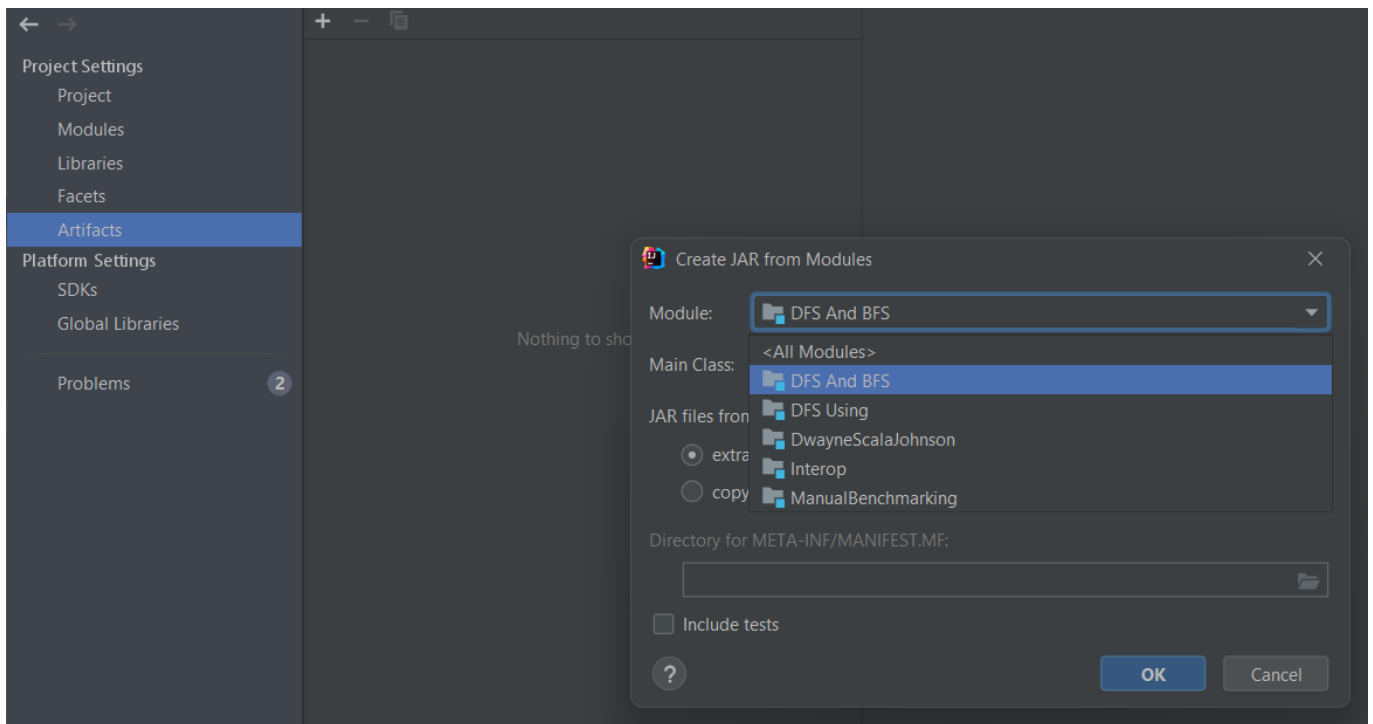 Project Settings
Project
Modules
Libraries
Facets
Artifacts
Platform Settings
SDKs
Global Libraries
Problems 2
Nothing to sho
Create JAR from Modules
Module: DFS And BFS
<All Modules>
Main Class:
DFS And BFS
DFS Using
JAR files from
DwayneScalaJohnson
extra
Interop
copy
ManualBenchmarking
Directory for META-INF/MANIFEST.MF:
Include tests
? OK Cancel